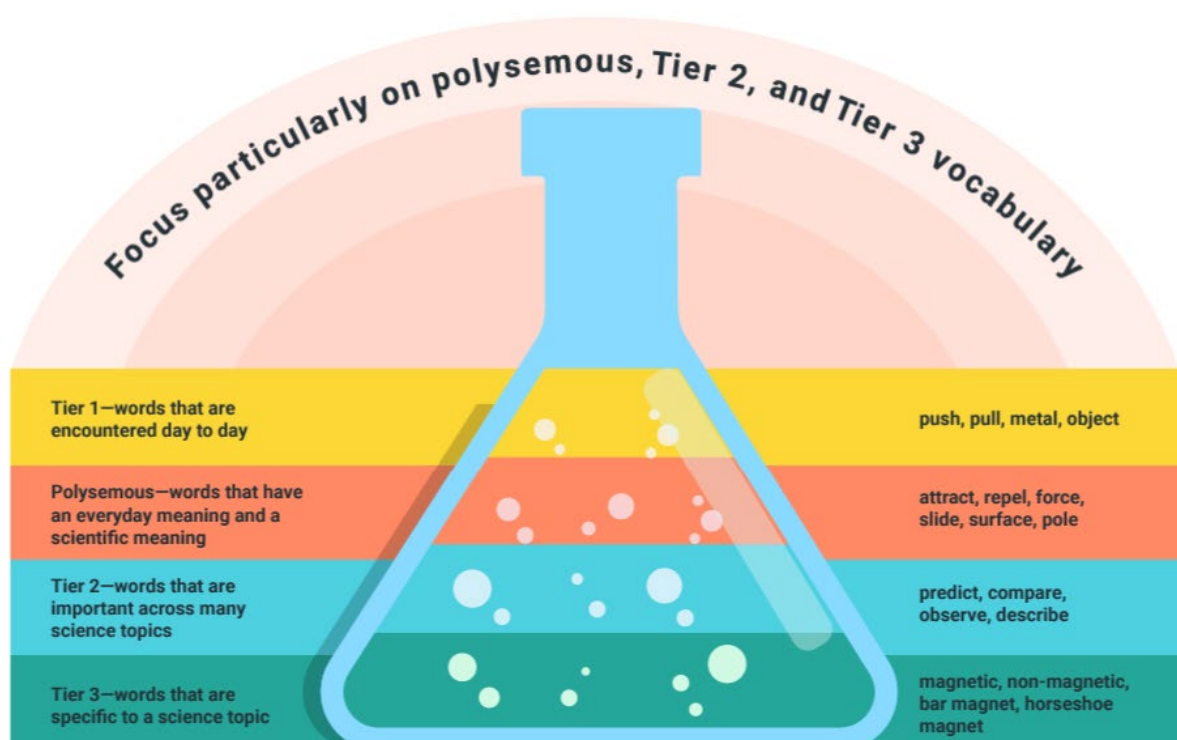 Focus particularly on polysemous, Tier 2, and Tier 3 vocabulary
Tier 1—words that are
encountered day to day
push, pull, metal, object
Polysemous—words that have
an everyday meaning and a
scientific meaning
attract, repel, force,
slide, surface, pole
Tier 2—words that are
important across many
science topics
predict, compare,
observe, describe
Tier 3—words that are
specific to a science topic
magnetic, non-magnetic,
bar magnet, horseshoe
magnet